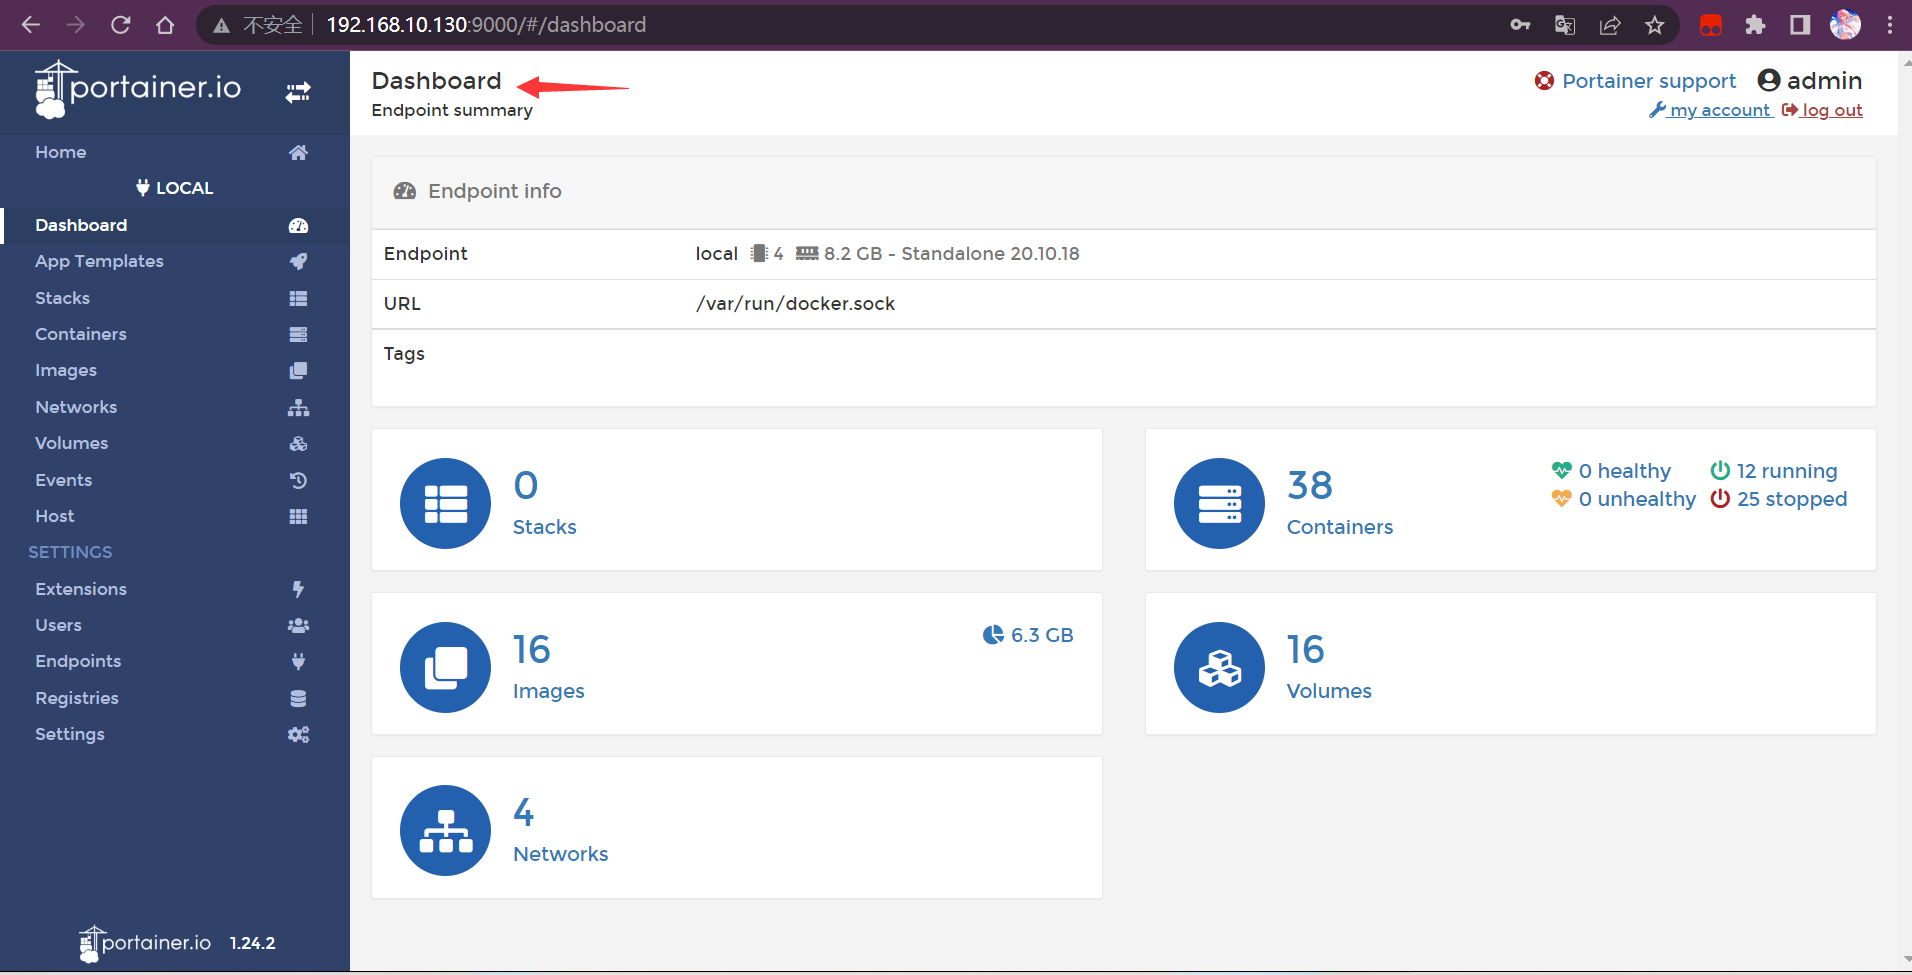 不安全 192.168.10.130:9000/#/dashboard
portainer.io
Home
LOCAL
Dashboard
App Templates
Stacks
Containers
Images
Networks
Volumes
Events
Host
SETTINGS
Extensions
Users
Endpoints
Registries
Settings
portainer.io 1.24.2
Dashboard
Endpoint summary
Portainer support admin
my account log out
Endpoint info
Endpoint local 4 8.2 GB - Standalone 20.10.18
URL /var/run/docker.sock
Tags
0
Stacks
38
Containers
0 healthy 12 running
0 unhealthy 25 stopped
16
Images
6.3 GB
16
Volumes
4
Networks